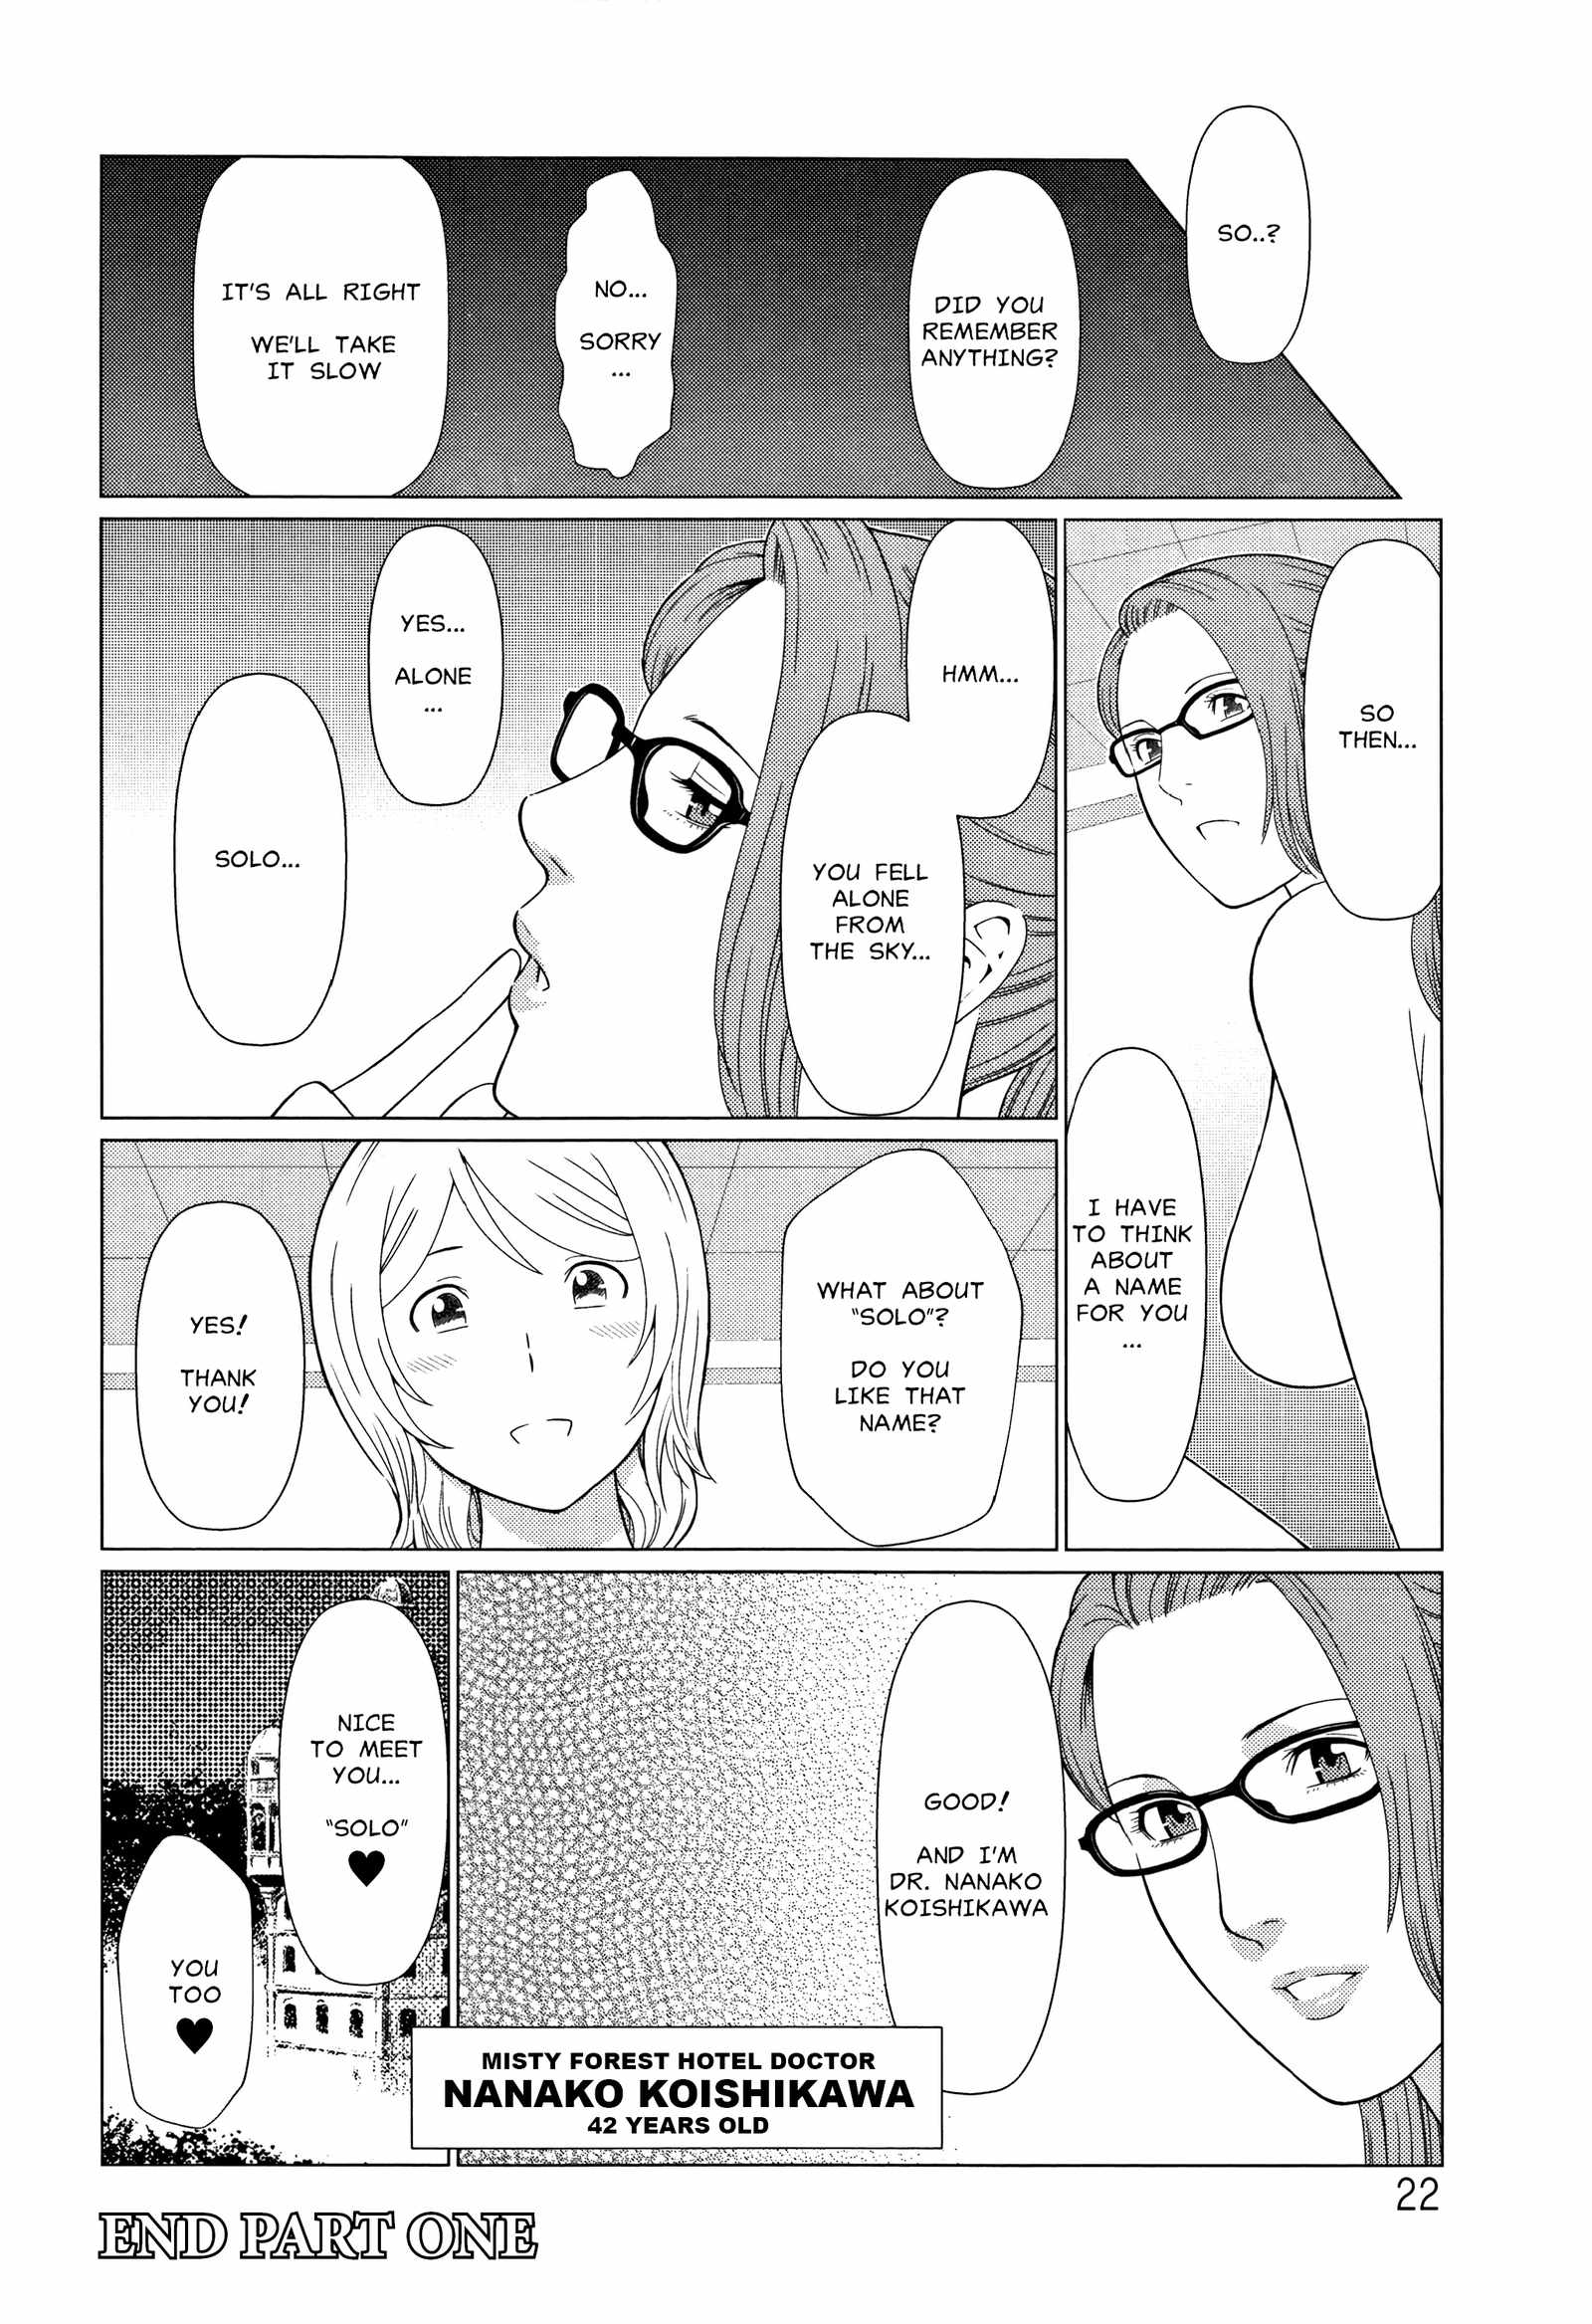 SO..?
DID YOU
REMEMBER
ANYTHING?
NO...
SORRY
...
IT'S ALL RIGHT
WE'LL TAKE
IT SLOW
SO
THEN...
I HAVE
TO THINK
ABOUT
A NAME
FOR YOU
...
HMM...
YOU FELL
ALONE
FROM
THE SKY...
YES...
ALONE
...
SOLO...
WHAT ABOUT
"SOLO"?
DO YOU
LIKE THAT
NAME?
YES!
THANK
YOU!
GOOD!
AND I'M
DR. NANAKO
KOISHIKAWA
MISTY FOREST HOTEL DOCTOR
NANAKO KOISHIKAWA
42 YEARS OLD
NICE
TO MEET
YOU...
"SOLO"
♥
YOU
TOO
♥
22
END PART ONE